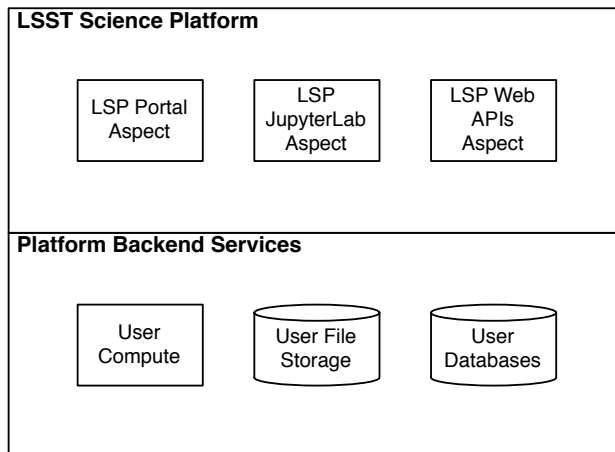 LSST Science Platform
LSP Portal
Aspect
LSP
JupyterLab
Aspect
LSP Web
APIs
Aspect
Platform Backend Services
User
Compute
User File
Storage
User
Databases